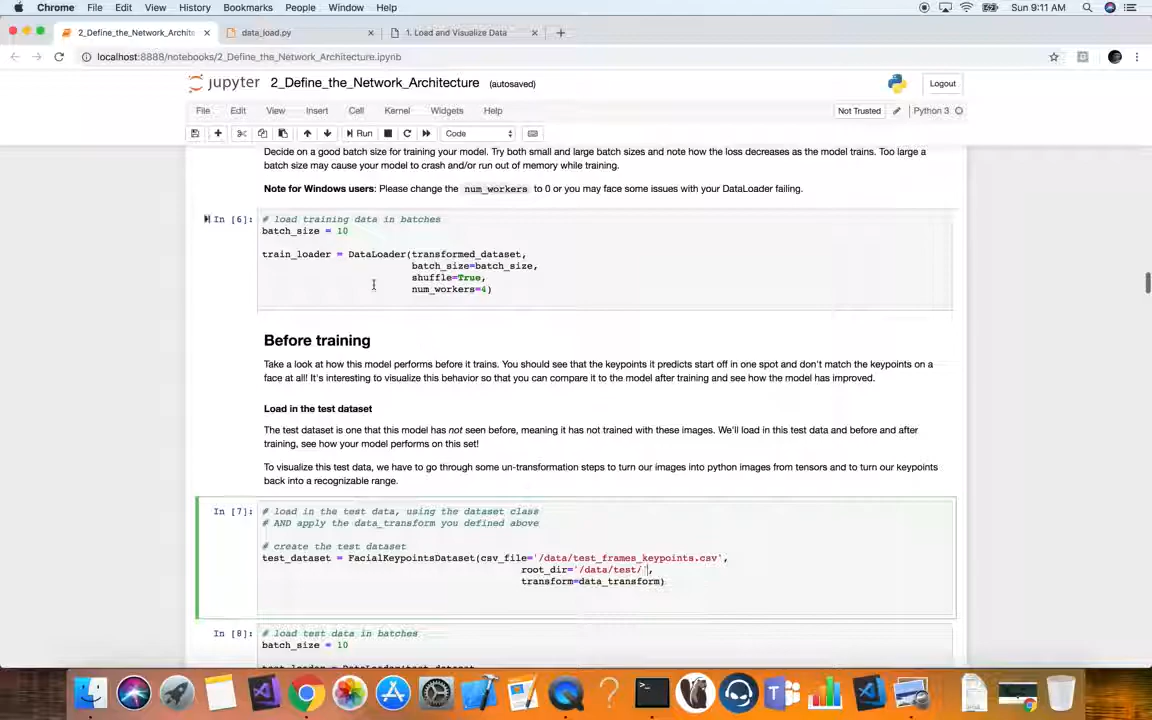 Chrome File Edit View History Bookmarks People Window Help Sun 9:11 AM
2_Define_the_Network_Archite data_load.py 1. Load and Visualize Data
localhost:8888/notebooks/2_Define_the_Network_Architecture.ipynb
jupyter 2_Define_the_Network_Architecture (autosaved) Logout
File Edit View Insert Cell Kernel Widgets Help Not Trusted Python 3
Run Code
Decide on a good batch size for training your model. Try both small and large batch sizes and note how the loss decreases as the model trains. Too large a
batch size may cause your model to crash and/or run out of memory while training.
Note for Windows users: Please change the num_workers to 0 or you may face some issues with your DataLoader failing.
In [6]: # load training data in batches
batch_size = 10
train_loader = DataLoader(transformed_dataset,
batch_size=batch_size,
shuffle=True,
num_workers=4)
Before training
Take a look at how this model performs before it trains. You should see that the keypoints it predicts start off in one spot and don't match the keypoints on a
face at all! It's interesting to visualize this behavior so that you can compare it to the model after training and see how the model has improved.
Load in the test dataset
The test dataset is one that this model has not seen before, meaning it has not trained with these images. We'll load in this test data and before and after
training, see how your model performs on this set!
To visualize this test data, we have to go through some un-transformation steps to turn our images into python images from tensors and to turn our keypoints
back into a recognizable range.
In [7]: # load in the test data, using the dataset class
# AND apply the data_transform you defined above
# create the test dataset
test_dataset = FacialKeypointsDataset(csv_file='/data/test_frames_keypoints.csv',
root_dir='/data/test/',
transform=data_transform)
In [8]: # load test data in batches
batch_size = 10
test_loader = DataLoader(test_dataset,